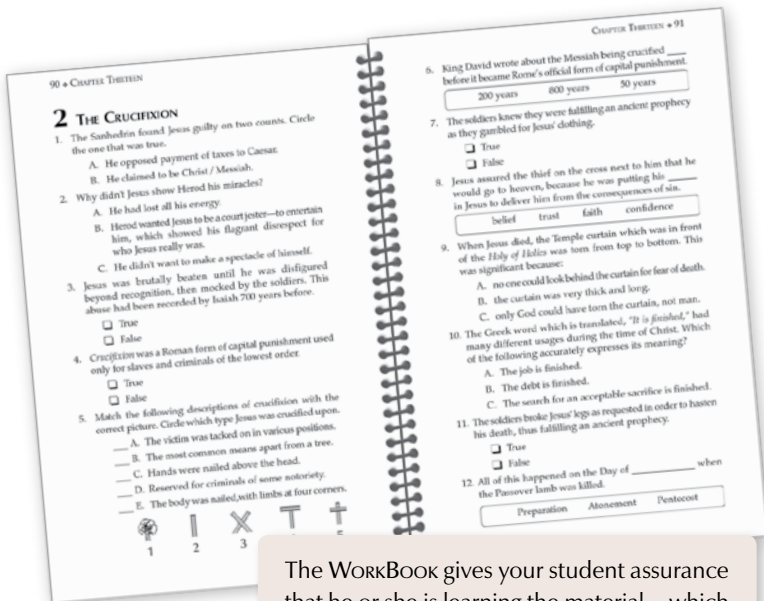 90 ◆ CHAPTER THIRTEEN
2 THE CRUCIFIXION
1. The Sanhedrin found Jesus guilty on two counts. Circle
the one that was true.
A. He opposed payment of taxes to Caesar.
B. He claimed to be Christ / Messiah.
2. Why didn't Jesus show Herod his miracles?
A. He had lost all his energy.
B. Herod wanted Jesus to be a court jester—to entertain
him, which showed his flagrant disrespect for
who Jesus really was.
C. He didn't want to make a spectacle of himself.
3. Jesus was brutally beaten until he was disfigured
beyond recognition, then mocked by the soldiers. This
abuse had been recorded by Isaiah 700 years before.
❏ True
❏ False
4. Crucifixion was a Roman form of capital punishment used
only for slaves and criminals of the lowest order.
❏ True
❏ False
5. Match the following descriptions of crucifixion with the
correct picture. Circle which type Jesus was crucified upon.
___ A. The victim was tacked on in various positions.
___ B. The most common means apart from a tree.
___ C. Hands were nailed above the head.
___ D. Reserved for criminals of some notoriety.
___ E. The body was nailed, with limbs at four corners.
1 2 3
CHAPTER THIRTEEN ◆ 91
6. King David wrote about the Messiah being crucified ____
before it became Rome's official form of capital punishment.
200 years 800 years 50 years
7. The soldiers knew they were fulfilling an ancient prophecy
as they gambled for Jesus' clothing.
❏ True
❏ False
8. Jesus assured the thief on the cross next to him that he
would go to heaven, because he was putting his ______
in Jesus to deliver him from the consequences of sin.
belief trust faith confidence
9. When Jesus died, the Temple curtain which was in front
of the Holy of Holies was torn from top to bottom. This
was significant because:
A. no one could look behind the curtain for fear of death.
B. the curtain was very thick and long.
C. only God could have torn the curtain, not man.
10. The Greek word which is translated, "It is finished," had
many different usages during the time of Christ. Which
of the following accurately expresses its meaning?
A. The job is finished.
B. The debt is finished.
C. The search for an acceptable sacrifice is finished.
11. The soldiers broke Jesus' legs as requested in order to hasten
his death, thus fulfilling an ancient prophecy.
❏ True
❏ False
12. All of this happened on the Day of __________ when
the Passover lamb was killed.
Preparation Atonement Pentecost
The WORKBOOK gives your student assurance
that he or she is learning the material—which